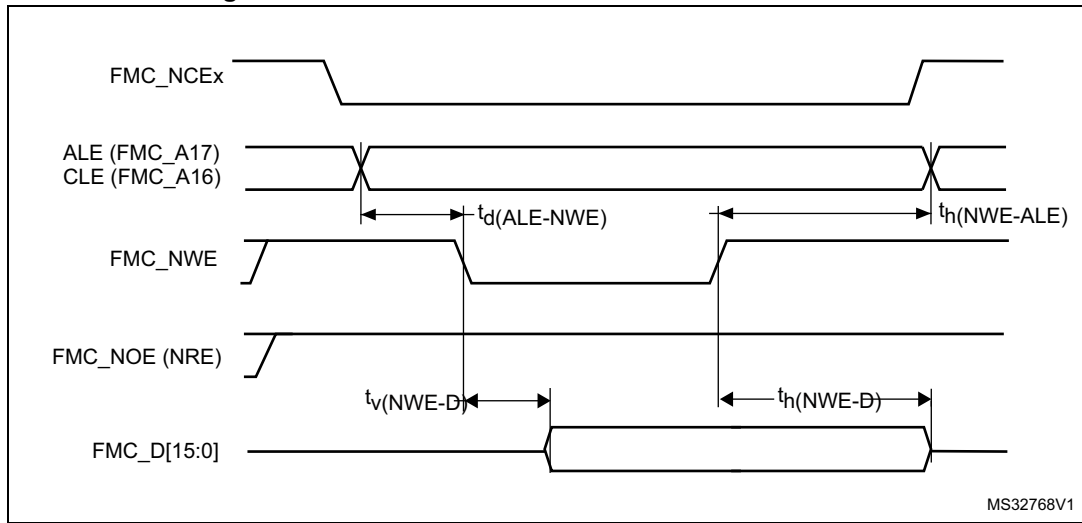 FMC_NCEx
ALE (FMC_A17)
CLE (FMC_A16)
td(ALE-NWE)
th(NWE-ALE)
FMC_NWE
FMC_NOE (NRE)
tv(NWE-D)
th(NWE-D)
FMC_D[15:0]
MS32768V1